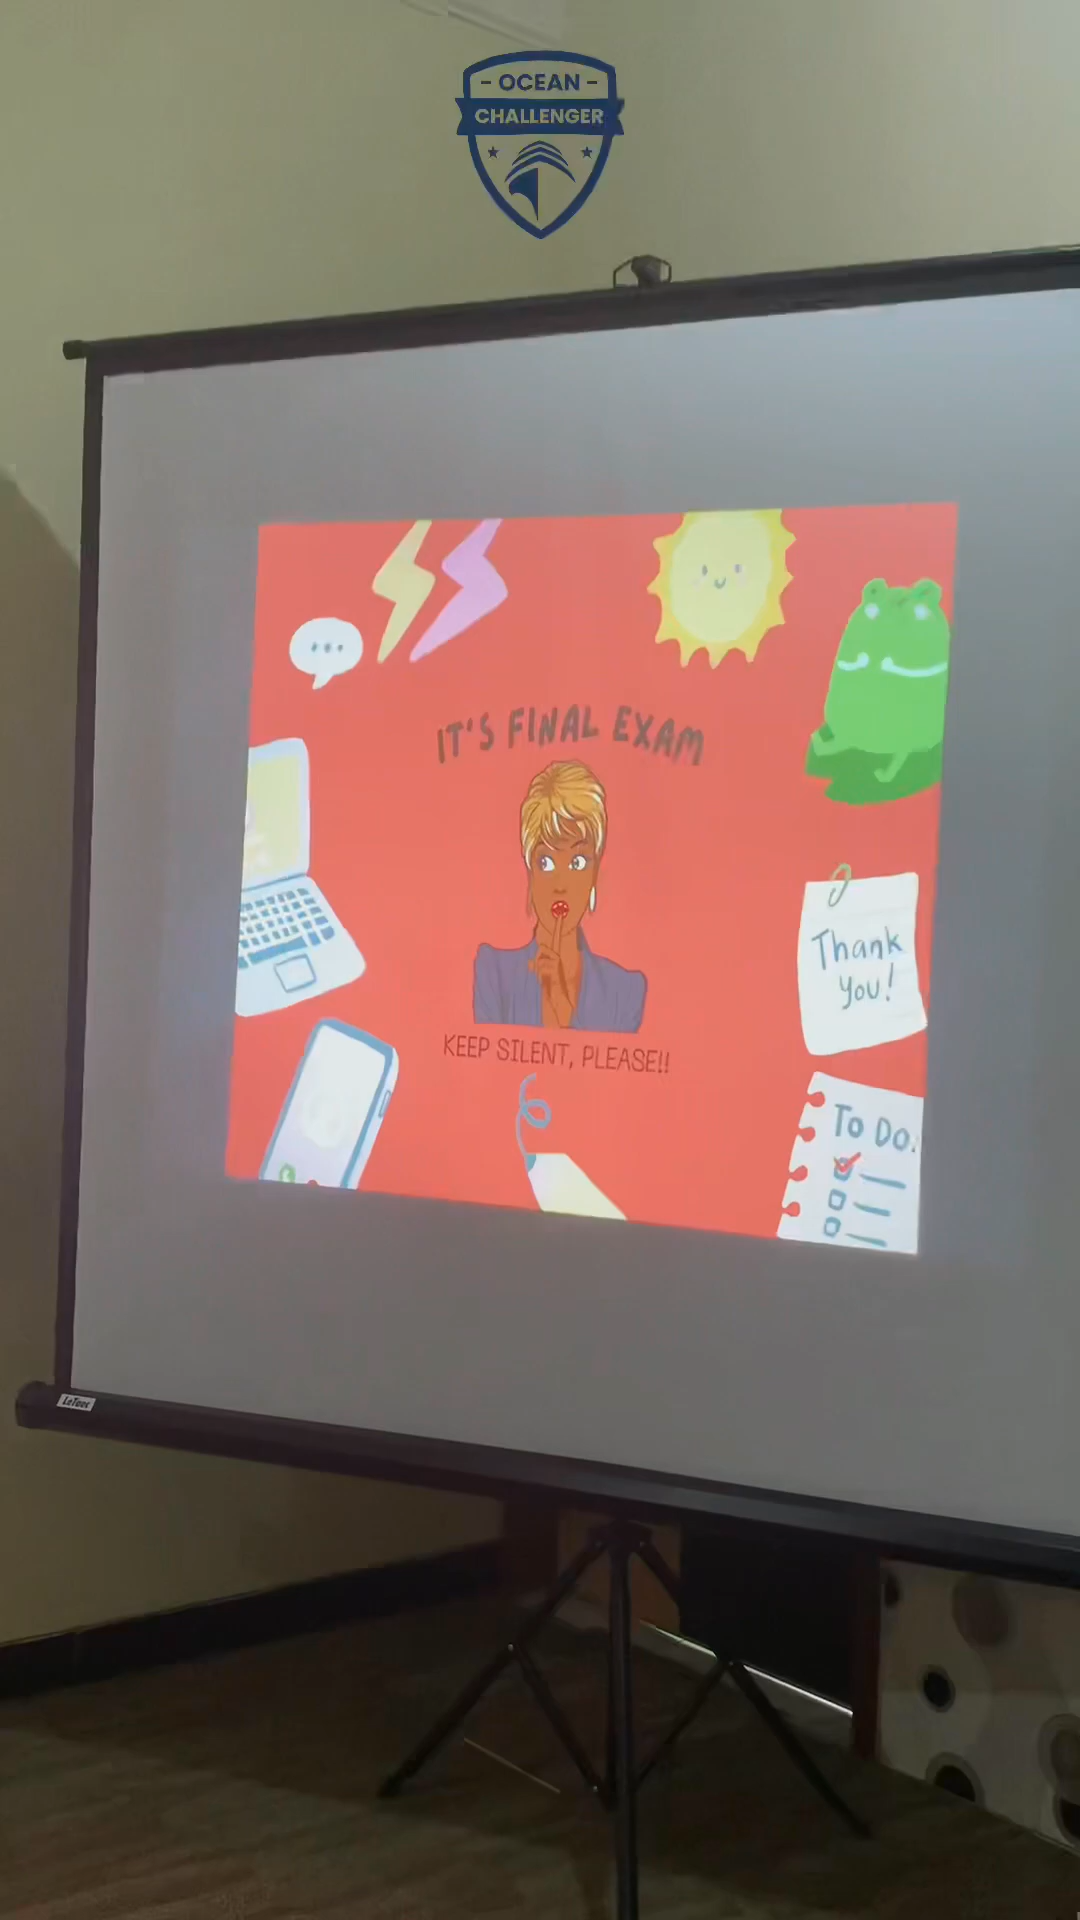 - OCEAN -
CHALLENGER
IT'S FINAL EXAM
KEEP SILENT, PLEASE!!
Thank
you!
TO DO: